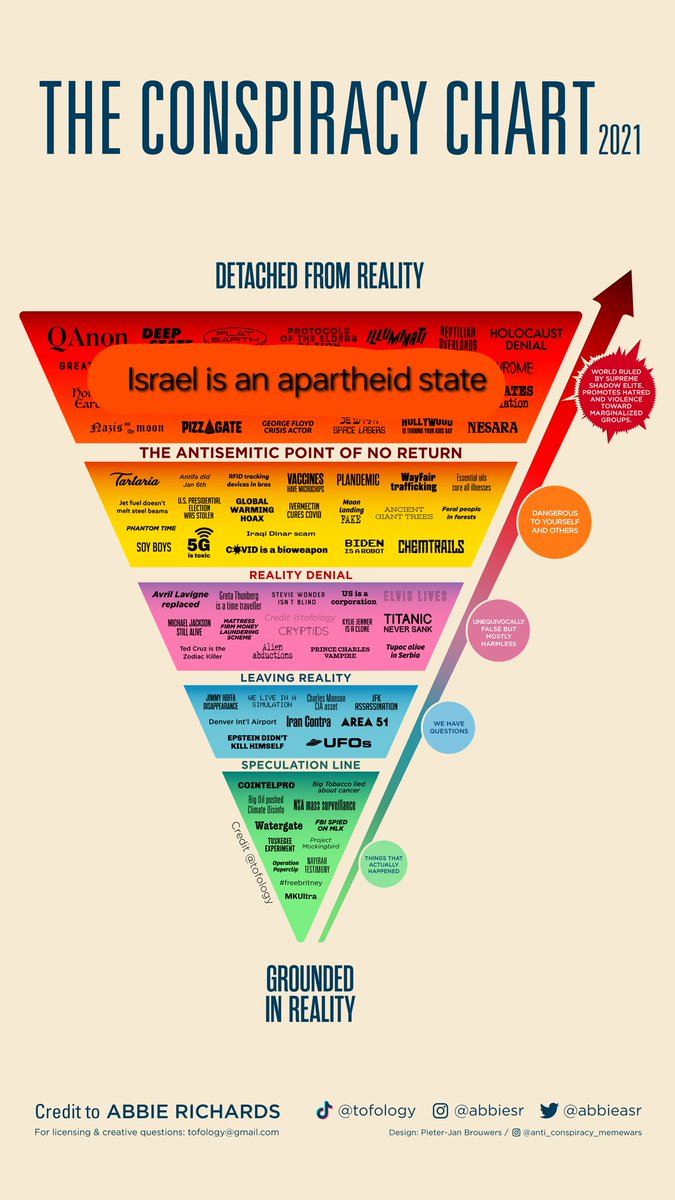 THE CONSPIRACY CHART 2021
DETACHED FROM REALITY
QAnon
DEEP
FLAT
EARTH
PROTOCOLS
OF THE ELDERS
ILLUMINATI
REPTILIAN
OVERLORDS
HOLOCAUST
DENIAL
Israel is an apartheid state
Nazis on the moon
PIZZAGATE
GEORGE FLOYD
CRISIS ACTOR
JEWISH
SPACE LASERS
HOLLYWOOD
IS TURNING YOUR KIDS GAY
NESARA
WORLD RULED
BY SUPREME
SHADOW ELITE.
PROMOTES HATRED
AND VIOLENCE
TOWARD
MARGINALIZED
GROUPS.
THE ANTISEMITIC POINT OF NO RETURN
Tartaria
Antifa did
Jan 6th
RFID tracking
devices in bras
VACCINES
HAVE MICROCHIPS
PLANDEMIC
WayFair
trafficking
Essential oils
cure all illnesses
Jet fuel doesn't
melt steel beams
U.S. PRESIDENTIAL
ELECTION
WAS STOLEN
GLOBAL
WARMING
HOAX
IVERMECTIN
CURES COVID
Moon
landing
FAKE
ANCIENT
GIANT TREES
Feral people
in forests
PHANTOM TIME
SOY BOYS
5G
is toxic
Iraqi Dinar scam
COVID is a bioweapon
BIDEN
IS A ROBOT
CHEMTRAILS
DANGEROUS
TO YOURSELF
AND OTHERS
REALITY DENIAL
Avril Lavigne
replaced
Greta Thunberg
is a time traveller
STEVIE WONDER
ISN T BLIND
US is a
corporation
ELVIS LIVES
MICHAEL JACKSON
STILL ALIVE
MATTRESS
FIRM MONEY
LAUNDERING
SCHEME
Credit @tofology
CRYPTIDS
KYLIE JENNER
IS A CLONE
TITANIC
NEVER SANK
Ted Cruz is the
Zodiac Killer
Alien
abductions
PRINCE CHARLES
VAMPIRE
Tupac alive
in Serbia
UNEQUIVOCALLY
FALSE BUT
MOSTLY
HARMLESS
LEAVING REALITY
JIMMY HOFFA
DISAPPEARANCE
WE LIVE IN A
SIMULATION
Charles Manson
CIA asset
JFK
ASSASSINATION
Denver Int'l Airport
Iran Contra
AREA 51
EPSTEIN DIDN'T
KILL HIMSELF
UFOs
WE HAVE
QUESTIONS
SPECULATION LINE
COINTELPRO
Big Tobacco lied
about cancer
Big Oil pushed
Climate Disinfo
NSA mass surveillance
Watergate
FBI SPIED
ON MLK
TUSKEGEE
EXPERIMENT
Project
Mockingbird
Operation
Paperclip
NAYIRAH
TESTIMONY
#freebritney
MKUltra
Credit @tofology
THINGS THAT
ACTUALLY
HAPPENED
GROUNDED
IN REALITY
Credit to ABBIE RICHARDS
@tofology @abbiesr @abbieasr
For licensing & creative questions: tofology@gmail.com
Design: Pieter-Jan Brouwers / @anti_conspiracy_memewars